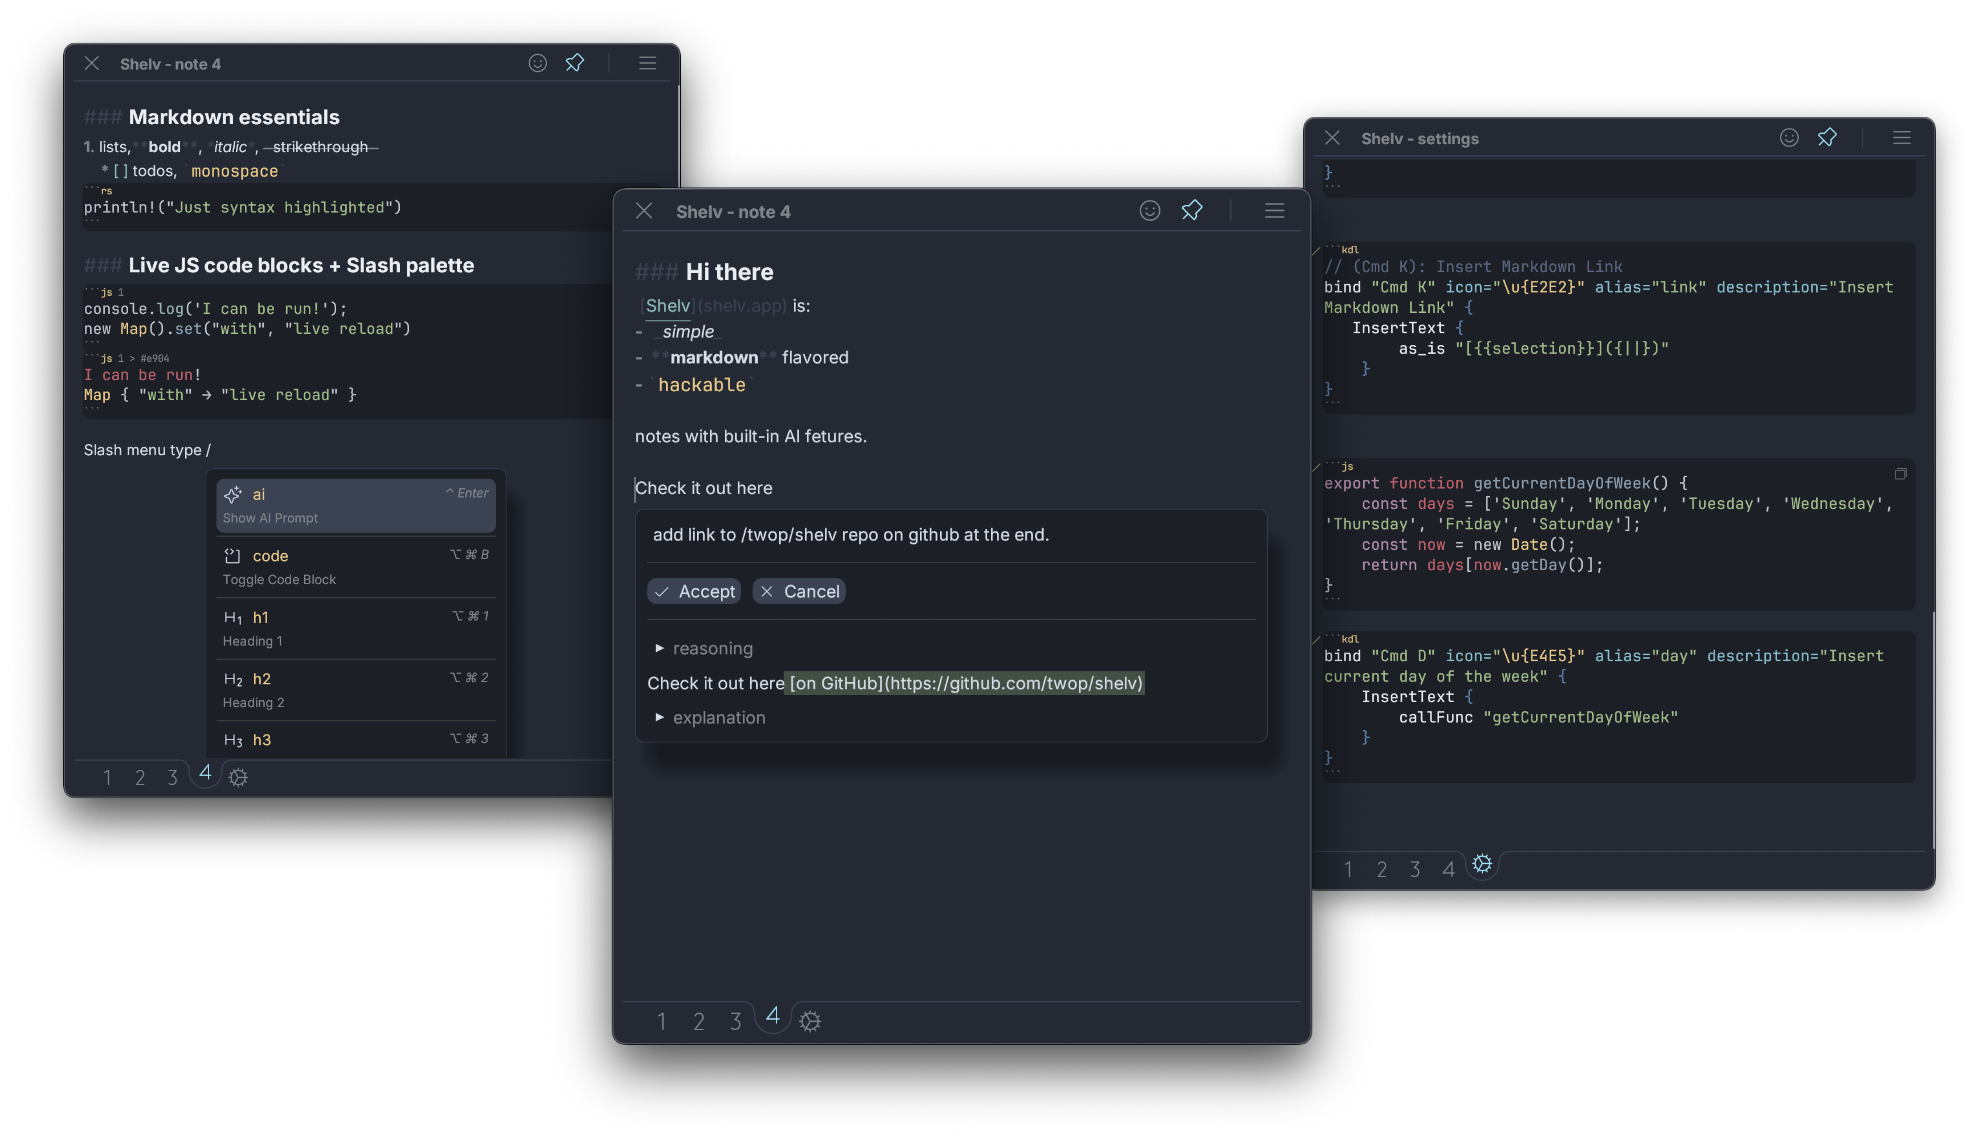 Shelv - note 4
### Markdown essentials
1. lists, **bold**, *italic*, ~strikethrough~
* [ ] todos, `monospace`
```rs
println!("Just syntax highlighted")
```
### Live JS code blocks + Slash palette
```js 1
console.log('I can be run!');
new Map().set("with", "live reload")
```
```js 1 > #e904
I can be run!
Map { "with" → "live reload" }
```
Slash menu type /
ai ^ Enter
Show AI Prompt
code ⌥ ⌘ B
Toggle Code Block
H1 h1 ⌥ ⌘ 1
Heading 1
H2 h2 ⌥ ⌘ 2
Heading 2
H3 h3 ⌥ ⌘ 3
1 2 3 4
Shelv - note 4
### Hi there
[Shelv](shelv.app) is:
- _simple_
- **markdown** flavored
- `hackable`
notes with built-in AI fetures.
Check it out here
add link to /twop/shelv repo on github at the end.
Accept Cancel
reasoning
Check it out here [on GitHub](https://github.com/twop/shelv)
explanation
1 2 3 4
Shelv - settings
}
```
```kdl
// (Cmd K): Insert Markdown Link
bind "Cmd K" icon="\u{E2E2}" alias="link" description="Insert
Markdown Link" {
InsertText {
as_is "[{{selection}}]({||})"
}
}
```
```js
export function getCurrentDayOfWeek() {
const days = ['Sunday', 'Monday', 'Tuesday', 'Wednesday',
'Thursday', 'Friday', 'Saturday'];
const now = new Date();
return days[now.getDay()];
}
```
```kdl
bind "Cmd D" icon="\u{E4E5}" alias="day" description="Insert
current day of the week" {
InsertText {
callFunc "getCurrentDayOfWeek"
}
}
```
1 2 3 4